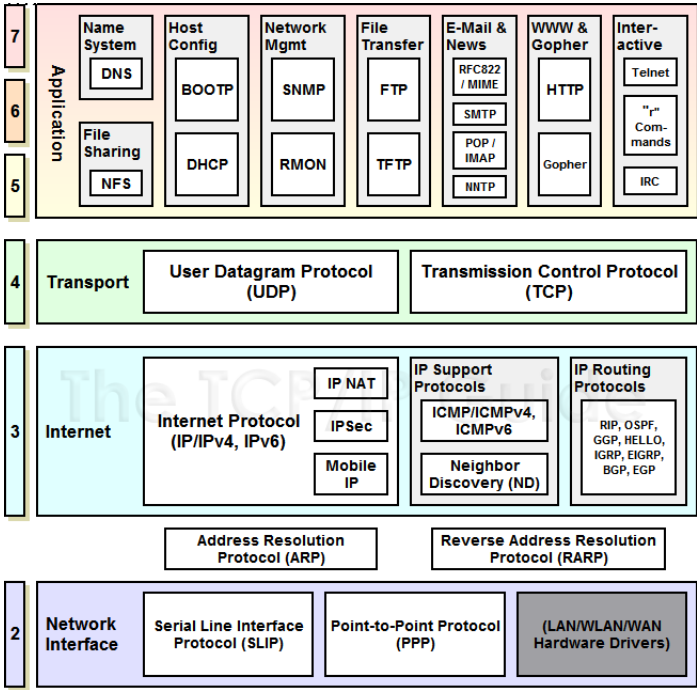 7
6
5
Application
Name
System
DNS
File
Sharing
NFS
Host
Config
BOOTP
DHCP
Network
Mgmt
SNMP
RMON
File
Transfer
FTP
TFTP
E-Mail &
News
RFC822
/ MIME
SMTP
POP /
IMAP
NNTP
WWW &
Gopher
HTTP
Gopher
Inter-
active
Telnet
"r"
Com-
mands
IRC
4
Transport
User Datagram Protocol
(UDP)
Transmission Control Protocol
(TCP)
The TCP/IP Guide
3
Internet
Internet Protocol
(IP/IPv4, IPv6)
IP NAT
IPSec
Mobile
IP
IP Support
Protocols
ICMP/ICMPv4,
ICMPv6
Neighbor
Discovery (ND)
IP Routing
Protocols
RIP, OSPF,
GGP, HELLO,
IGRP, EIGRP,
BGP, EGP
Address Resolution
Protocol (ARP)
Reverse Address Resolution
Protocol (RARP)
2
Network
Interface
Serial Line Interface
Protocol (SLIP)
Point-to-Point Protocol
(PPP)
(LAN/WLAN/WAN
Hardware Drivers)